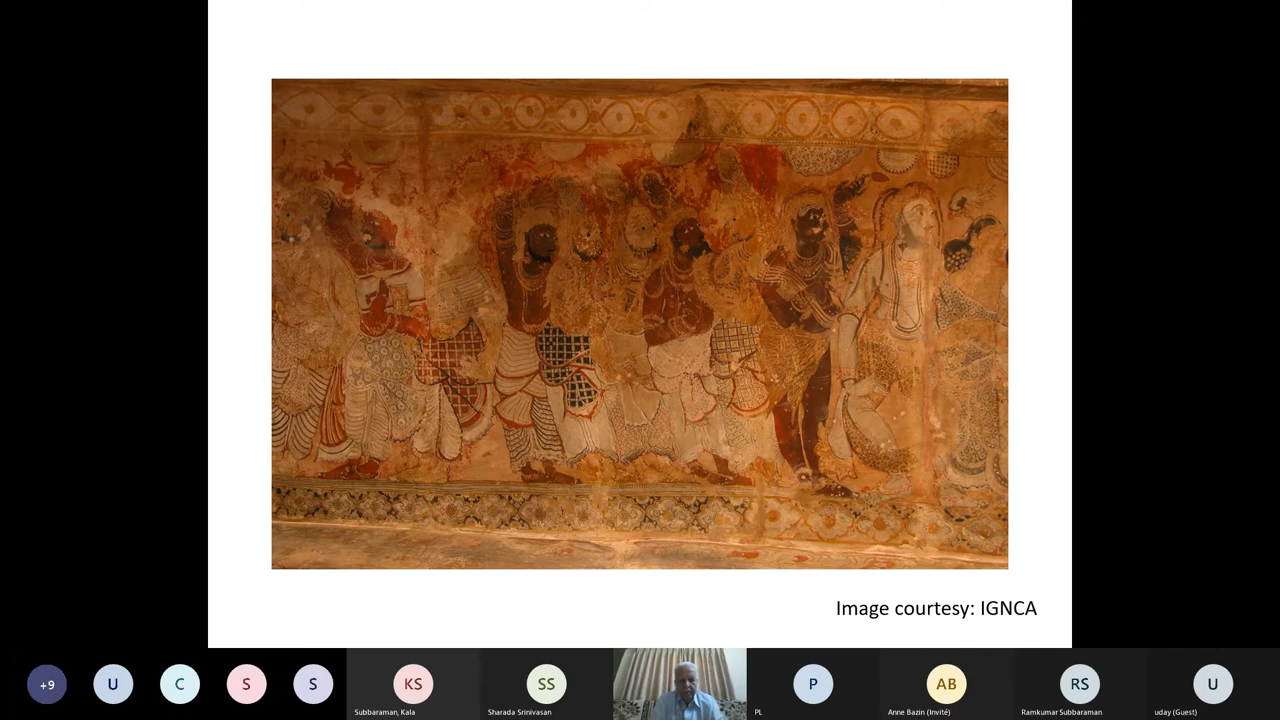 Image courtesy: IGNCA
+9
U
C
S
S
KS
Subbaraman, Kala
SS
Sharada Srinivasan
P
PL
AB
Anne Bazin (Invité)
RS
Ramkumar Subbaraman
U
uday (Guest)